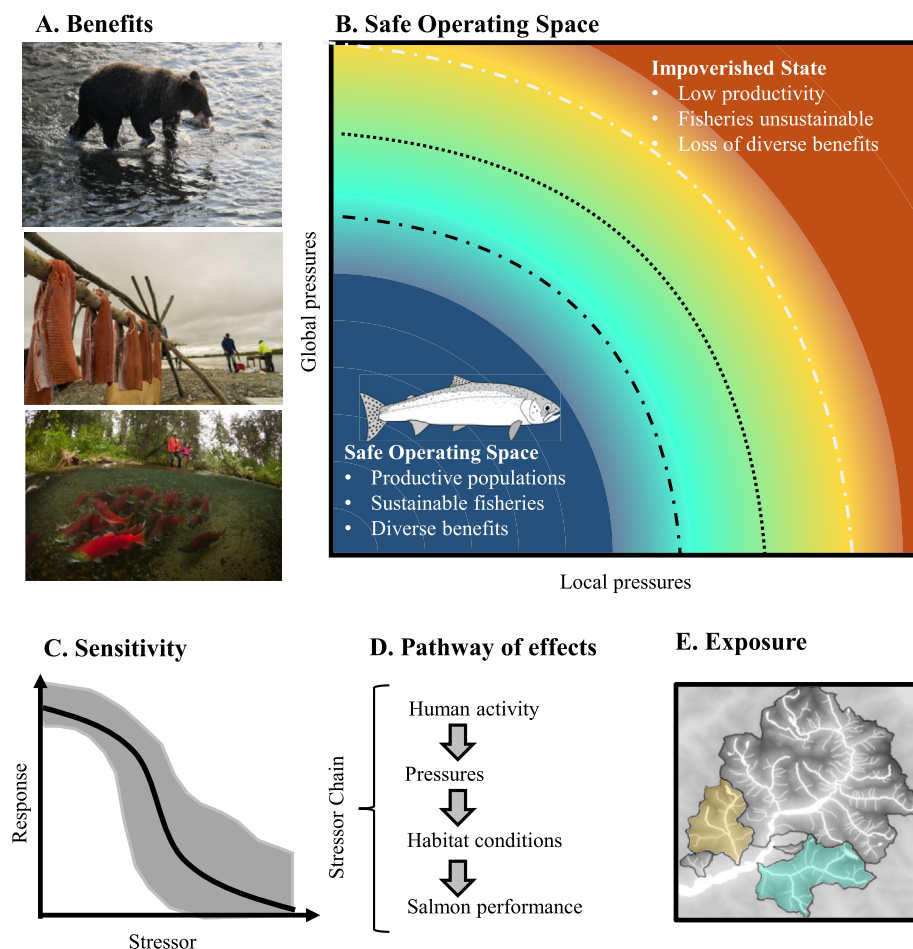 A. Benefits
B. Safe Operating Space
Impoverished State
• Low productivity
• Fisheries unsustainable
• Loss of diverse benefits
Global pressures
Safe Operating Space
• Productive populations
• Sustainable fisheries
• Diverse benefits
Local pressures
C. Sensitivity
Response
Stressor
D. Pathway of effects
Stressor Chain
Human activity
Pressures
Habitat conditions
Salmon performance
E. Exposure